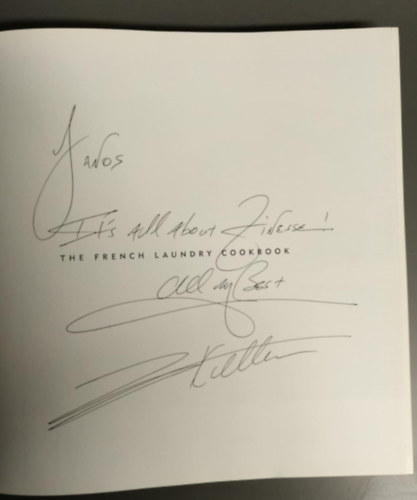 Janos
It's all About Finesse!
THE FRENCH LAUNDRY COOKBOOK
All my Best